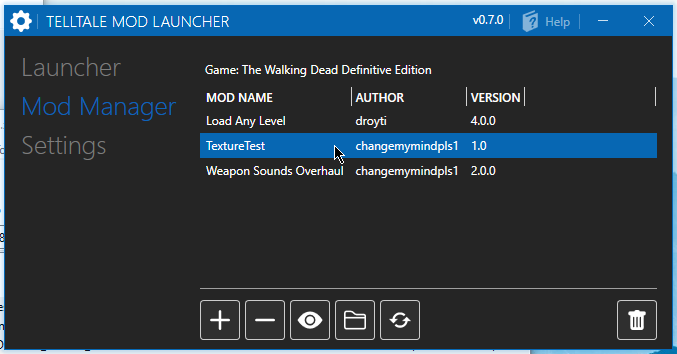 TELLTALE MOD LAUNCHER v0.7.0 Help
Launcher
Mod Manager
Settings
Game: The Walking Dead Definitive Edition
MOD NAME AUTHOR VERSION
Load Any Level droyti 4.0.0
TextureTest changemymindpls1 1.0
Weapon Sounds Overhaul changemymindpls1 2.0.0